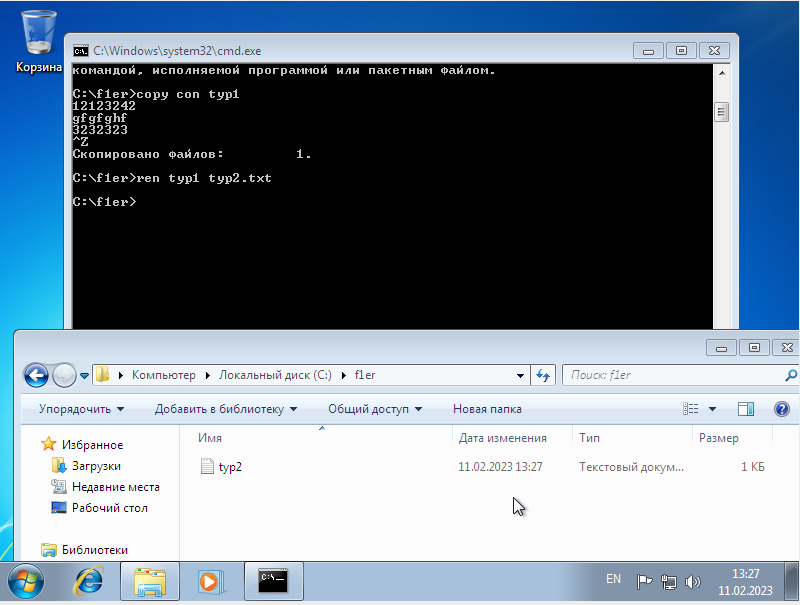 Корзина
C:\Windows\system32\cmd.exe
командой, исполняемой программой или пакетным файлом.
C:\f1er>copy con typ1
12123242
gfgfghf
3232323
^Z
Скопировано файлов: 1.
C:\f1er>ren typ1 typ2.txt
C:\f1er>
Компьютер Локальный диск (C:) f1er
Поиск: f1er
Упорядочить Добавить в библиотеку Общий доступ Новая папка
Имя Дата изменения Тип Размер
Избранное
Загрузки
Недавние места
Рабочий стол
Библиотеки
typ2 11.02.2023 13:27 Текстовый докум... 1 КБ
C:\_
EN
13:27
11.02.2023